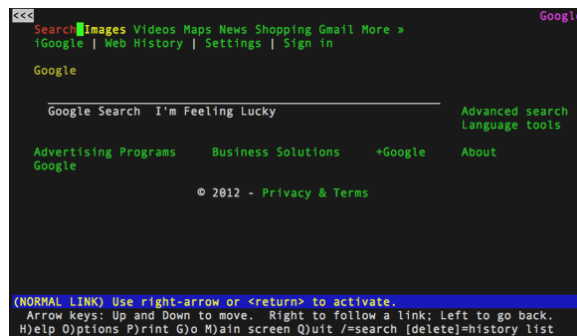 <<< Google
Search Images Videos Maps News Shopping Gmail More »
iGoogle | Web History | Settings | Sign in
Google
Google Search I'm Feeling Lucky Advanced search
Language tools
Advertising Programs Business Solutions +Google About
Google
© 2012 - Privacy & Terms
(NORMAL LINK) Use right-arrow or <return> to activate.
Arrow keys: Up and Down to move. Right to follow a link; Left to go back.
H)elp O)ptions P)rint G)o M)ain screen Q)uit /=search [delete]=history list